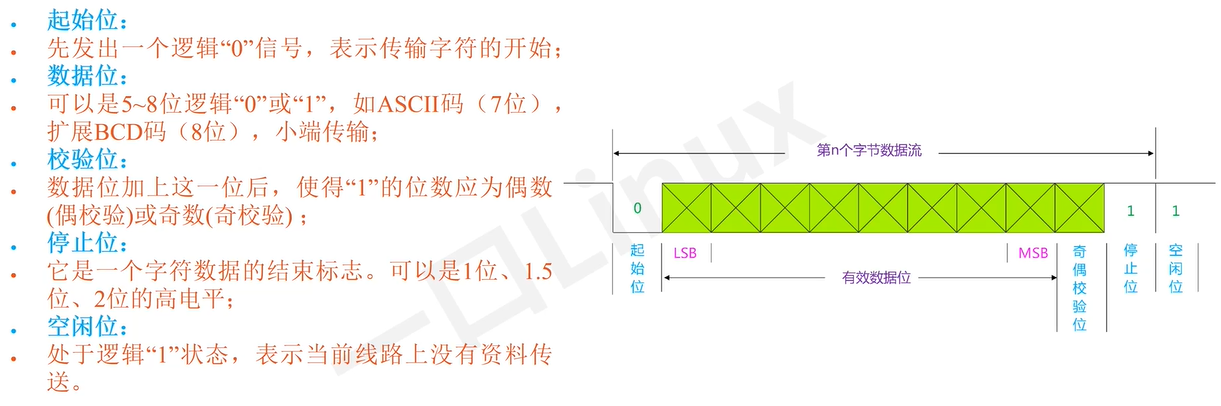 • 起始位：
• 先发出一个逻辑“0”信号，表示传输字符的开始；
• 数据位：
• 可以是5~8位逻辑“0”或“1”，如ASCII码（7位），
扩展BCD码（8位），小端传输；
• 校验位：
• 数据位加上这一位后，使得“1”的位数应为偶数
(偶校验)或奇数(奇校验)；
• 停止位：
• 它是一个字符数据的结束标志。可以是1位、1.5
位、2位的高电平；
• 空闲位：
• 处于逻辑“1”状态，表示当前线路上没有资料传
送。
第n个字节数据流
0
1
1
起始位
LSB
MSB
奇偶校验位
停止位
空闲位
有效数据位
一口Linux